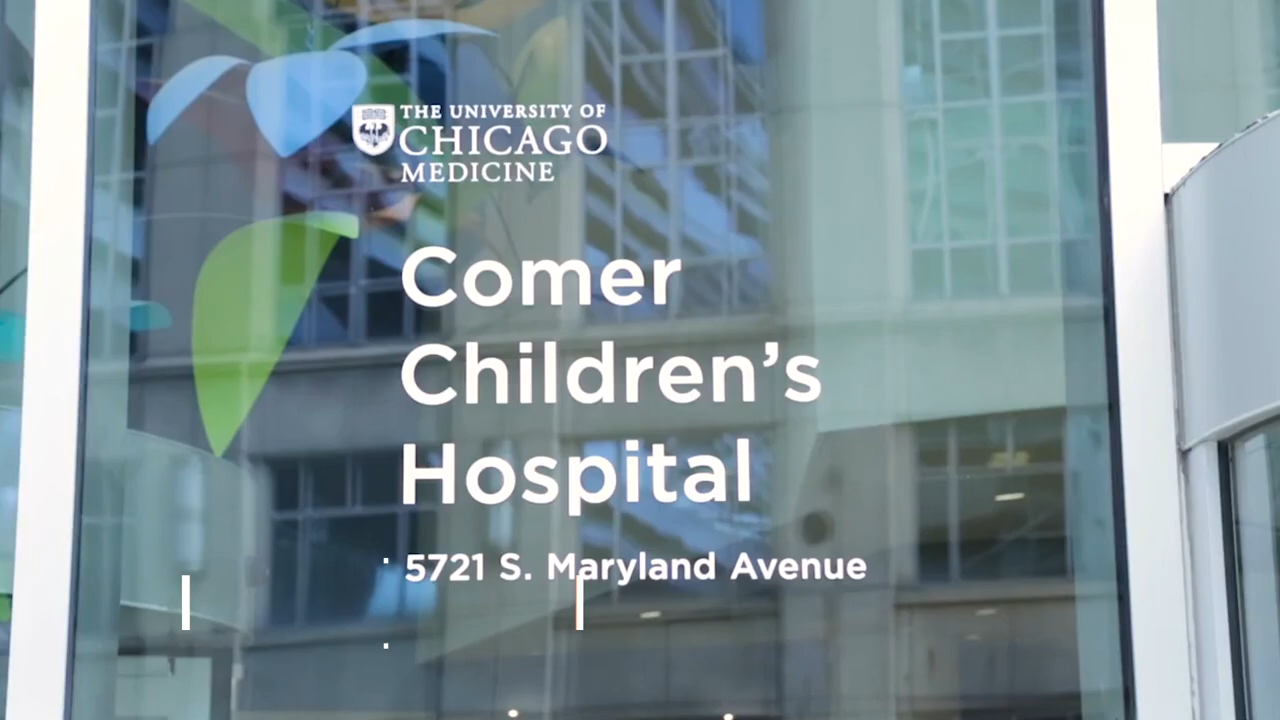 THE UNIVERSITY OF
CHICAGO
MEDICINE
Comer
Children’s
Hospital
5721 S. Maryland Avenue